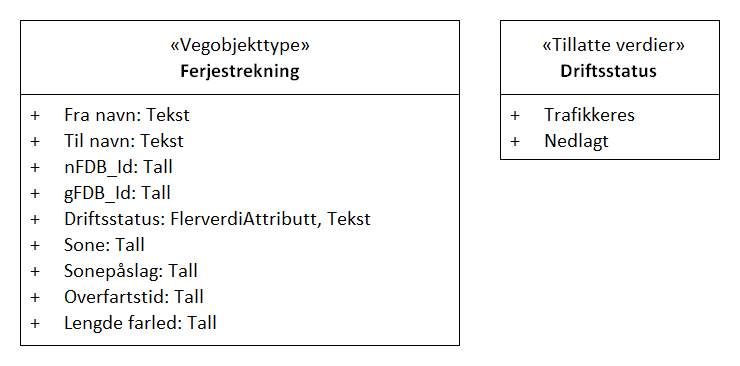 «Vegobjekttype»
Ferjestrekning
+ Fra navn: Tekst
+ Til navn: Tekst
+ nFDB_Id: Tall
+ gFDB_Id: Tall
+ Driftsstatus: FlerverdiAttributt, Tekst
+ Sone: Tall
+ Sonepåslag: Tall
+ Overfartstid: Tall
+ Lengde farled: Tall
«Tillatte verdier»
Driftsstatus
+ Trafikkeres
+ Nedlagt